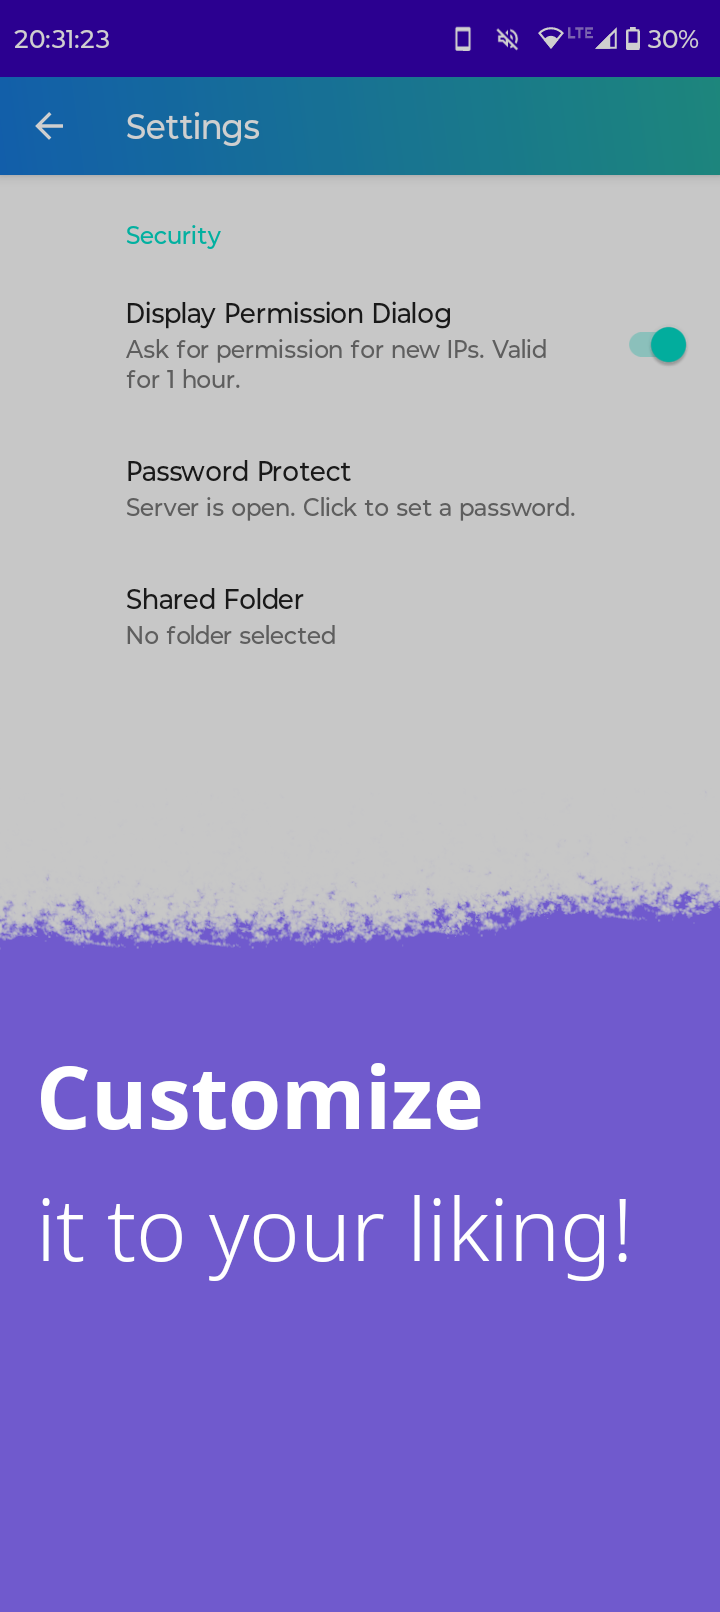 20:31:23 LTE 30%
Settings
Security
Display Permission Dialog
Ask for permission for new IPs. Valid
for 1 hour.
Password Protect
Server is open. Click to set a password.
Shared Folder
No folder selected
Customize
it to your liking!